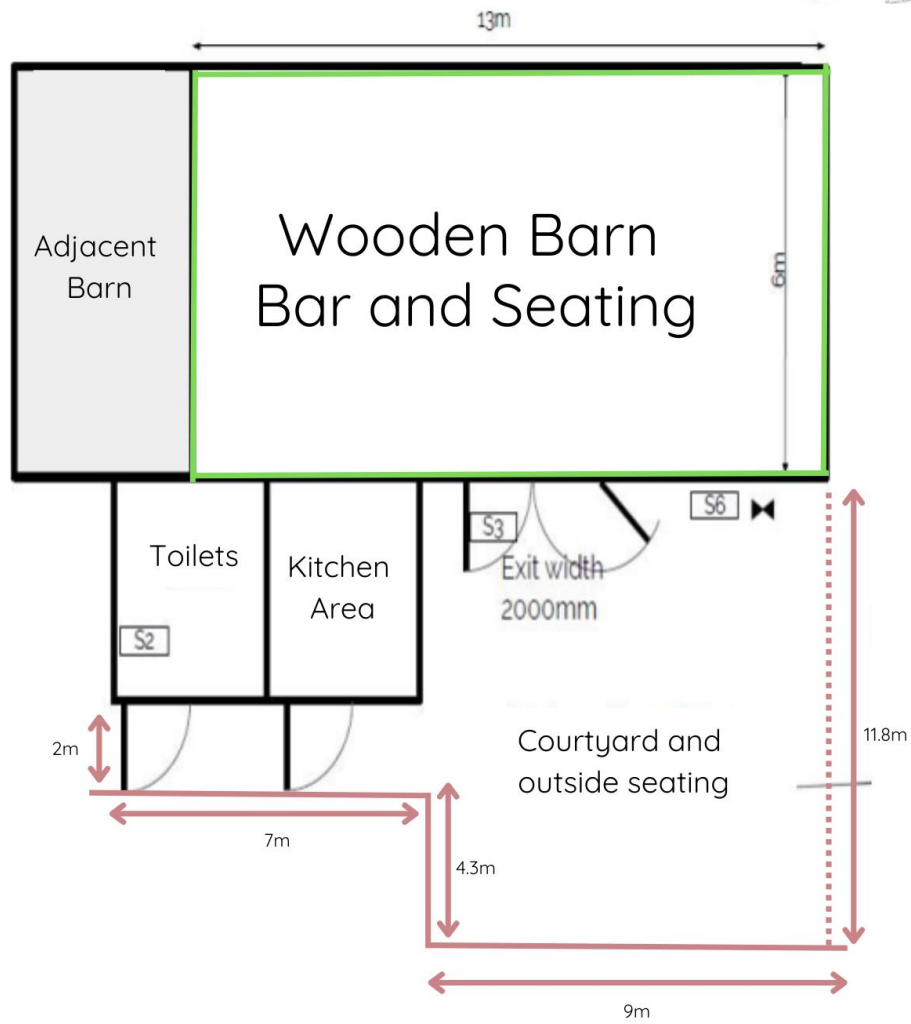 13m
Adjacent
Barn
Wooden Barn
Bar and Seating
6m
Toilets
Kitchen
Area
S2
S3
S6
Exit width
2000mm
Courtyard and
outside seating
2m
7m
4.3m
11.8m
9m